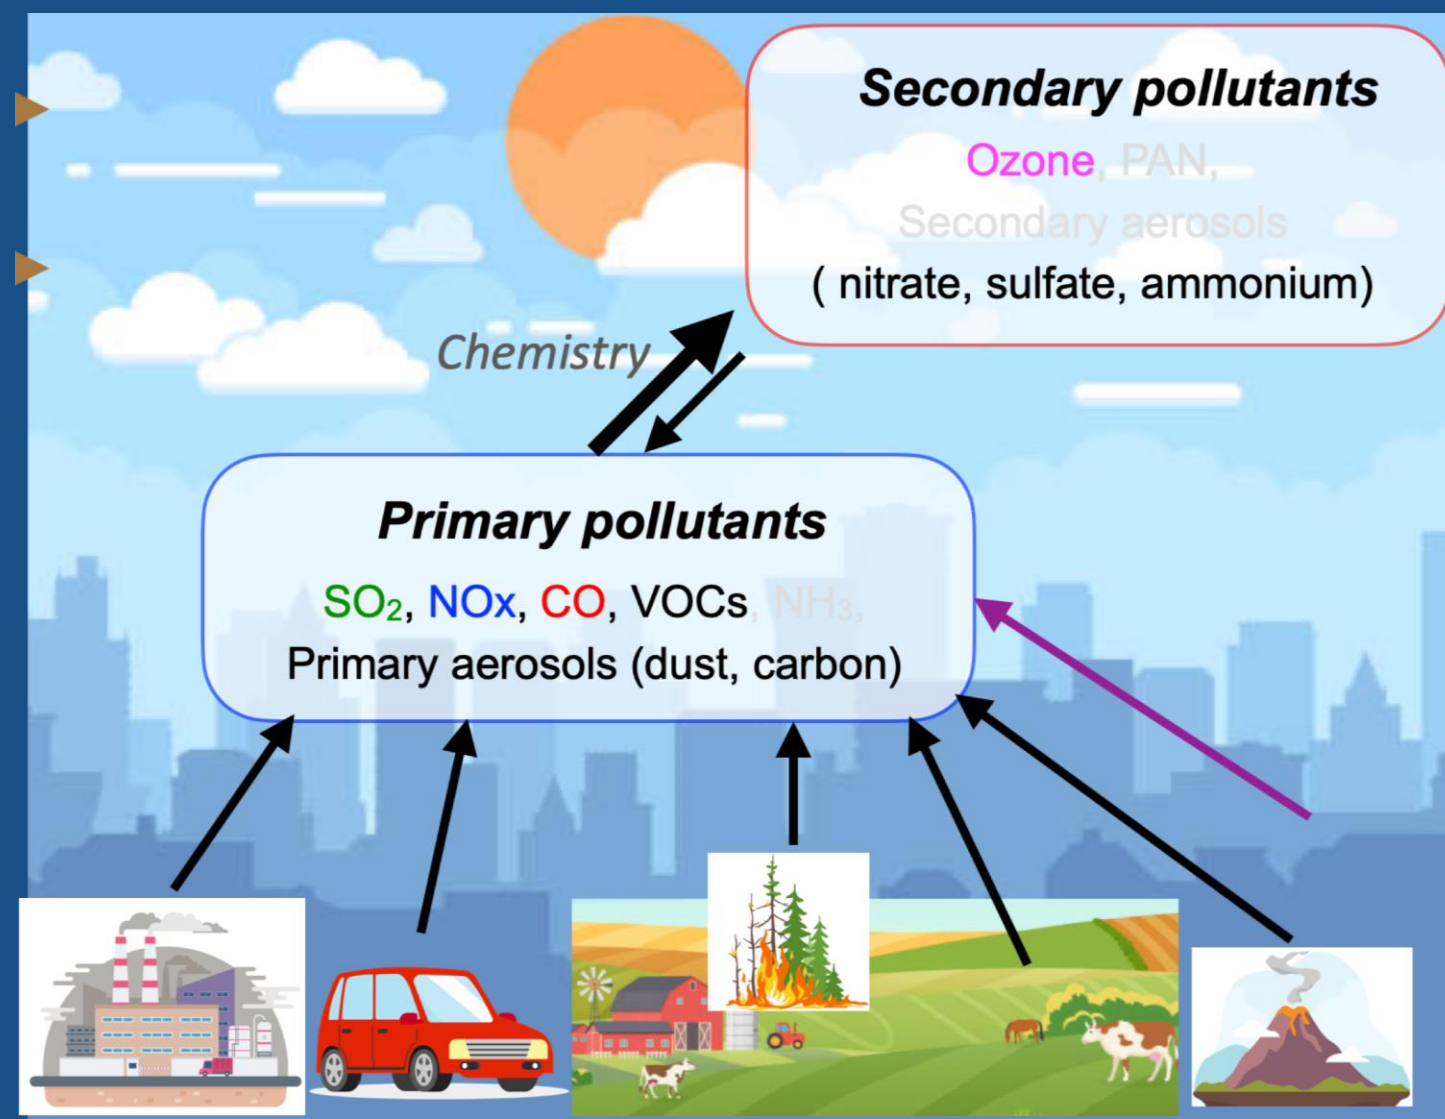 Secondary pollutants
Ozone, PAN,
Secondary aerosols
( nitrate, sulfate, ammonium)
Chemistry
Primary pollutants
SO₂, NOx, CO, VOCs, NH₃,
Primary aerosols (dust, carbon)